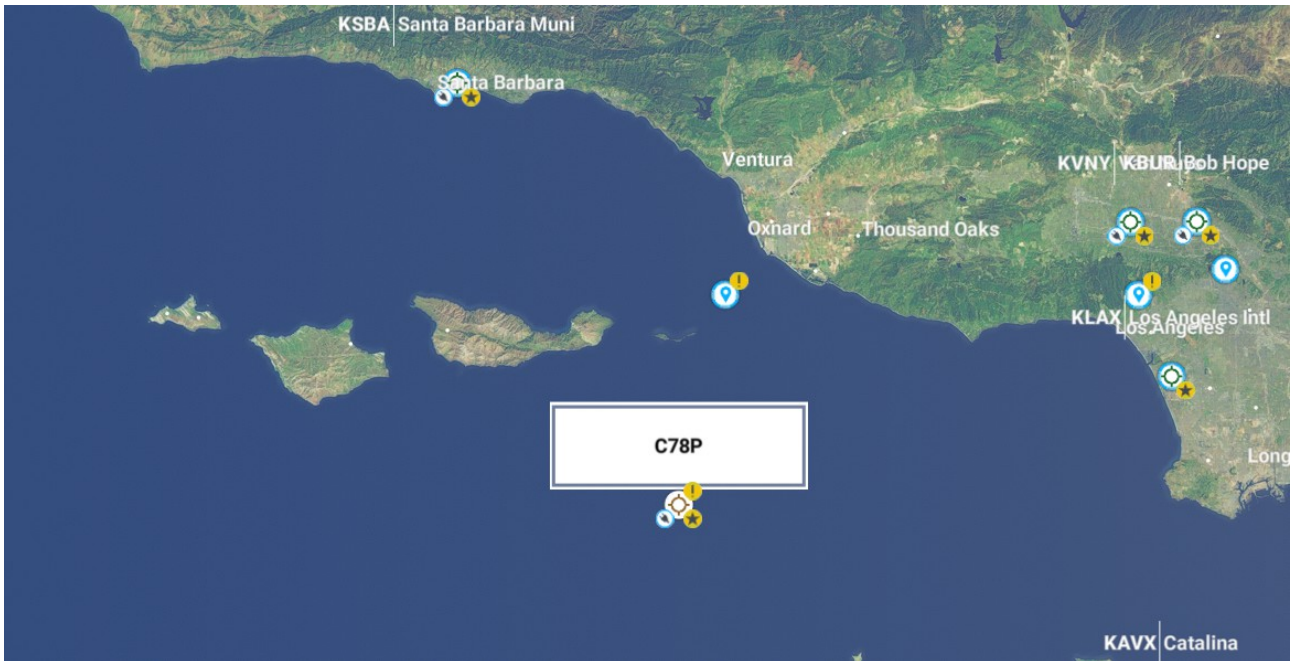 KSBA Santa Barbara Muni
Santa Barbara
Ventura
KVNY
KBUR Bob Hope
Oxnard
Thousand Oaks
KLAX Los Angeles Intl
Los Angeles
C78P
Long
KAVX Catalina